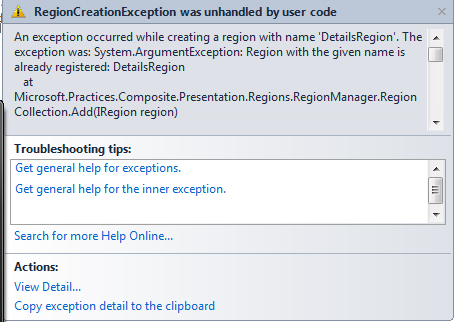 RegionCreationException was unhandled by user code
An exception occurred while creating a region with name 'DetailsRegion'. The
exception was: System.ArgumentException: Region with the given name is
already registered: DetailsRegion
at
Microsoft.Practices.Composite.Presentation.Regions.RegionManager.Region
Collection.Add(IRegion region)
Troubleshooting tips:
Get general help for exceptions.
Get general help for the inner exception.
Search for more Help Online...
Actions:
View Detail...
Copy exception detail to the clipboard